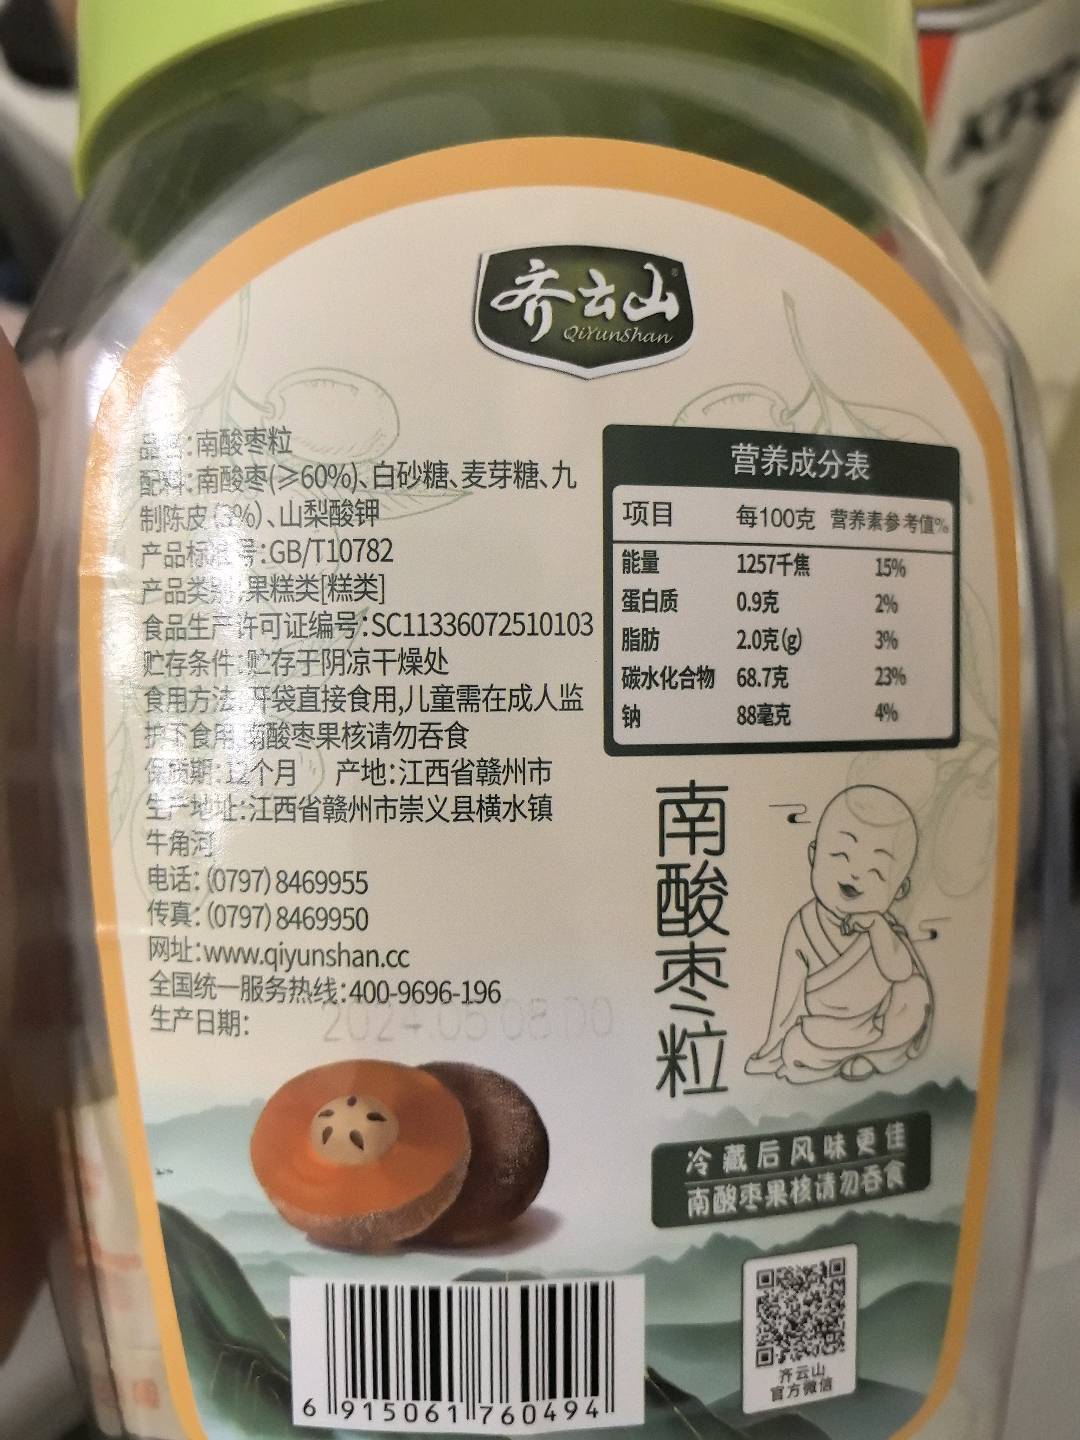 齐云山®
QiYunShan
品名:南酸枣粒
配料:南酸枣(≥60%)、白砂糖、麦芽糖、九
制陈皮(3%)、山梨酸钾
产品标准号:GB/T10782
产品类别:果糕类[糕类]
食品生产许可证编号:SC11336072510103
贮存条件:贮存于阴凉干燥处
食用方法:开袋直接食用,儿童需在成人监
护下食用,南酸枣果核请勿吞食
保质期:12个月 产地:江西省赣州市
生产地址:江西省赣州市崇义县横水镇
牛角河
电话:(0797)8469955
传真:(0797)8469950
网址:www.qiyunshan.cc
全国统一服务热线:400-9696-196
生产日期:
营养成分表
项目 每100克 营养素参考值%
能量 1257千焦 15%
蛋白质 0.9克 2%
脂肪 2.0克(g) 3%
碳水化合物 68.7克 23%
钠 88毫克 4%
南酸枣粒
冷藏后风味更佳
南酸枣果核请勿吞食
齐云山
官方微信
6 915061 760494